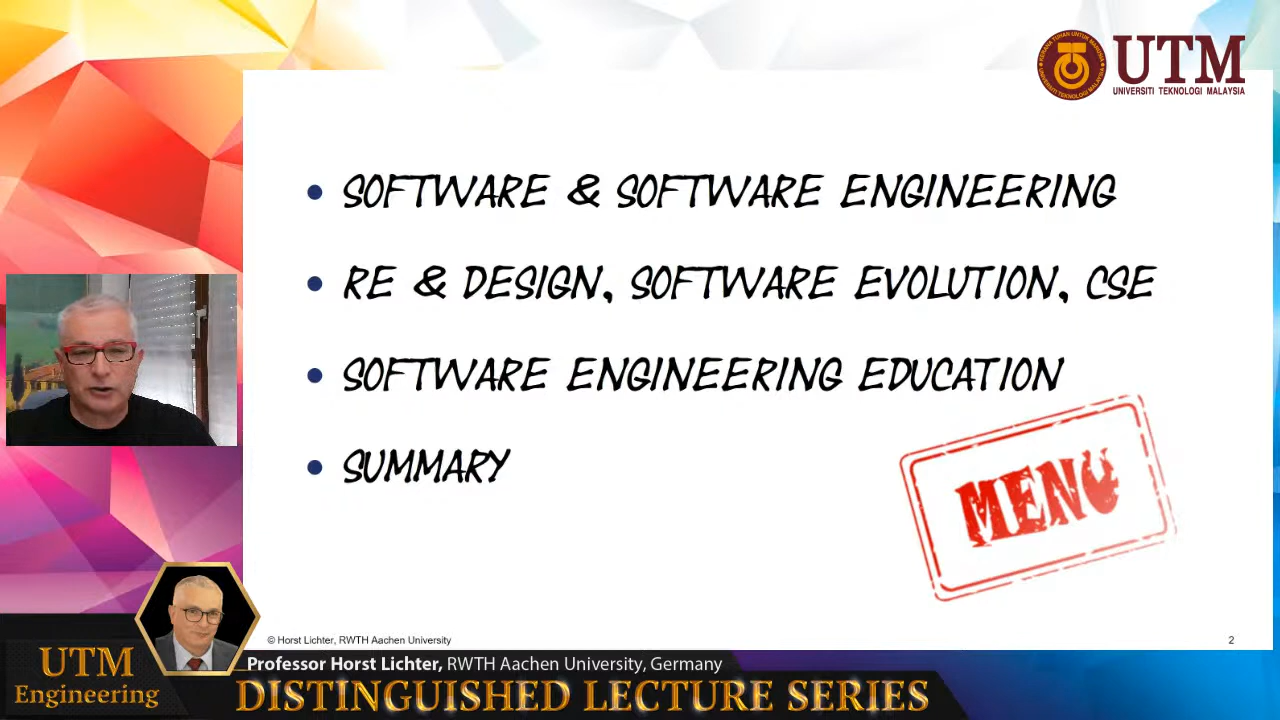 UTM
UNIVERSITI TEKNOLOGI MALAYSIA
• SOFTWARE & SOFTWARE ENGINEERING
• RE & DESIGN, SOFTWARE EVOLUTION, CSE
• SOFTWARE ENGINEERING EDUCATION
• SUMMARY
MENU
© Horst Lichter, RWTH Aachen University
2
UTM
Engineering
Professor Horst Lichter, RWTH Aachen University, Germany
DISTINGUISHED LECTURE SERIES